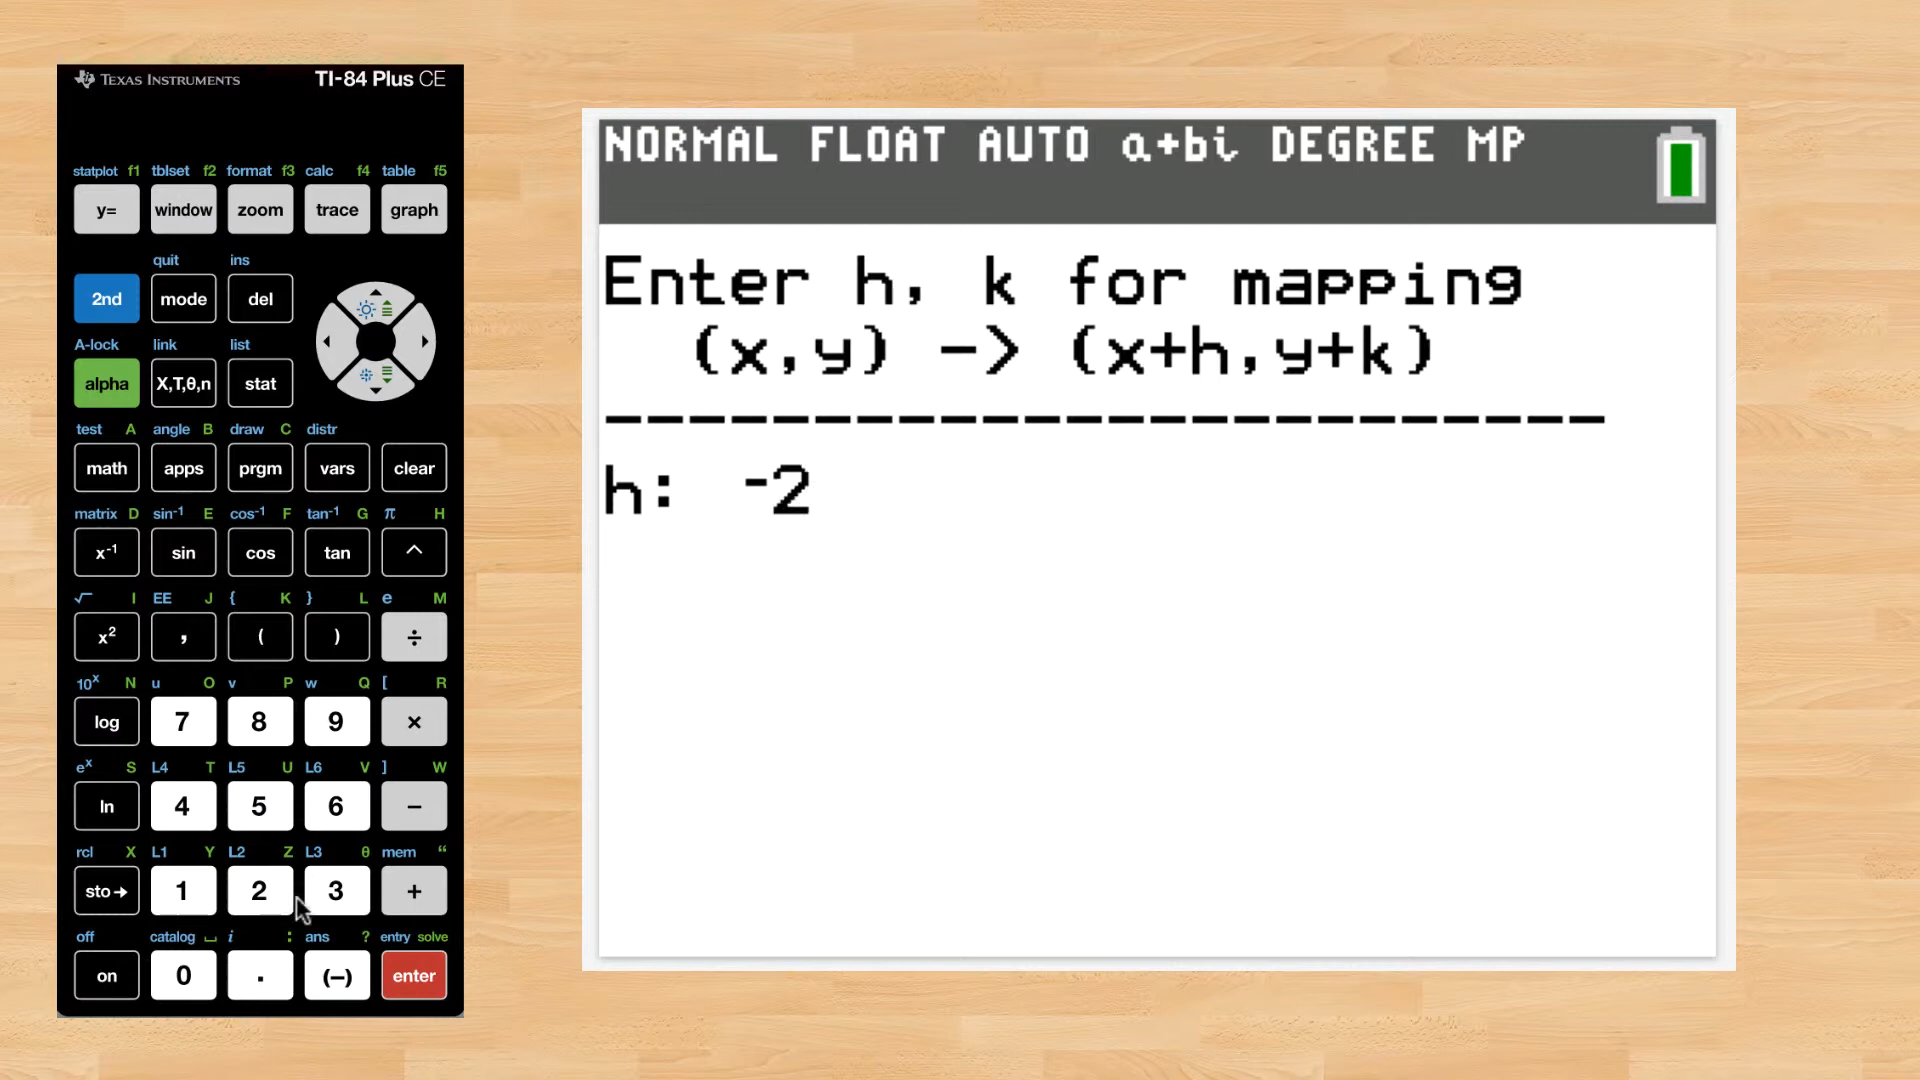 TEXAS INSTRUMENTS TI-84 Plus CE
statplot f1 tblset f2 format f3 calc f4 table f5
y= window zoom trace graph
quit ins
2nd mode del
A-lock link list
alpha X,T,θ,n stat
test A angle B draw C distr
math apps prgm vars clear
matrix D sin⁻¹ E cos⁻¹ F tan⁻¹ G π H
x⁻¹ sin cos tan ^
√ I EE J { K } L e M
x² , ( ) ÷
10ˣ N u O v P w Q [ R
log 7 8 9 ×
eˣ S L4 T L5 U L6 V ] W
ln 4 5 6 −
rcl X L1 Y L2 Z L3 θ mem “
sto→ 1 2 3 +
off catalog ⎵ i : ans ? entry solve
on 0 . (−) enter
NORMAL FLOAT AUTO a+bi DEGREE MP
Enter h, k for mapping
(x,y) -> (x+h,y+k)
------------------------
h: -2